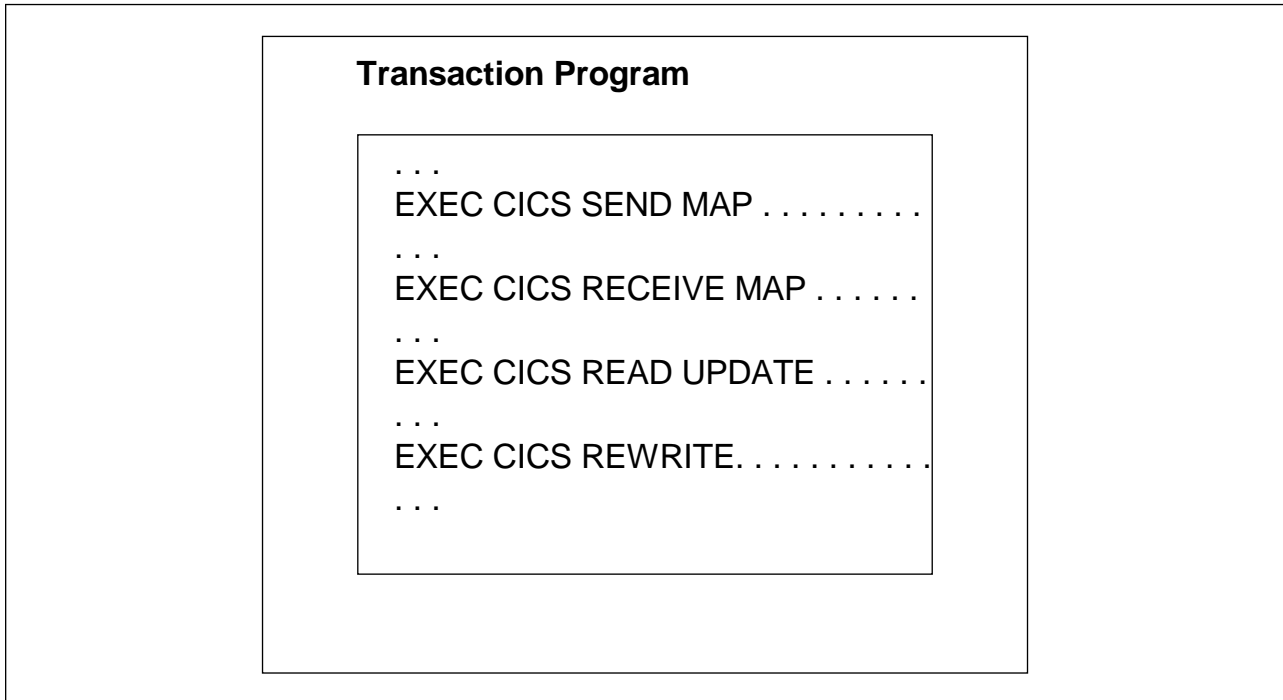 Transaction Program
. . .
EXEC CICS SEND MAP . . . . . . . . .
. . .
EXEC CICS RECEIVE MAP . . . . . .
. . .
EXEC CICS READ UPDATE . . . . . .
. . .
EXEC CICS REWRITE. . . . . . . . . . .
. . .